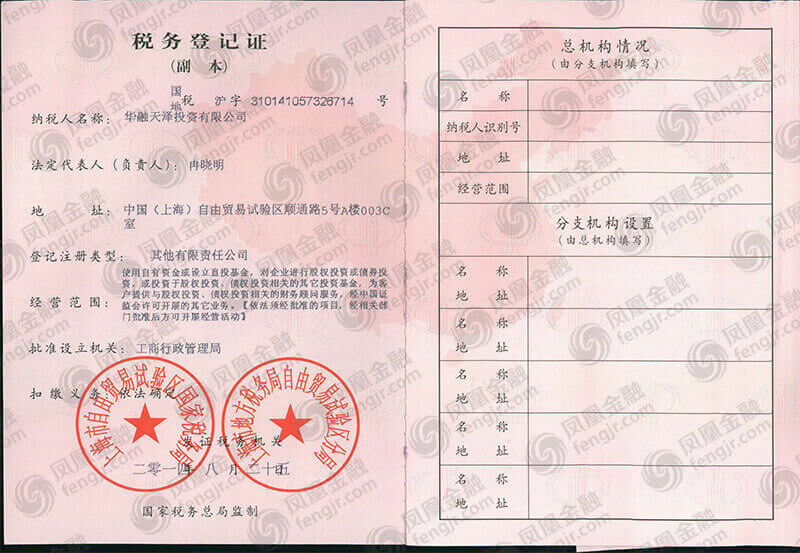 税务登记证
(副 本)
国
地
税 沪字 310141057326714 号
纳税人名称： 华融天泽投资有限公司
法定代表人（负责人）： 冉晓明
地 址： 中国（上海）自由贸易试验区顺通路5号A楼003C
室
登记注册类型： 其他有限责任公司
经营范围：
使用自有资金或设立直投基金，对企业进行股权投资或债券投
资，或投资于股权投资、债权投资相关的其它投资基金，为客
户提供与股权投资、债权投资相关的财务顾问服务，经中国证
监会许可开展的其它业务。【依法须经批准的项目，经相关部
门批准后方可开展经营活动】
批准设立机关： 工商行政管理局
扣缴义务：依法确定
上海市自由贸易试验区国家税务局
上海市地方税务局自由贸易试验区分局
发证税务机关
二零一四年 八 月 二十五
国家税务总局监制
总机构情况
（由分支机构填写）
名 称
纳税人识别号
地 址
经营范围
分支机构设置
（由总机构填写）
名 称
地 址
名 称
地 址
名 称
地 址
名 称
地 址
名 称
地 址
凤凰金融
fengjr.com